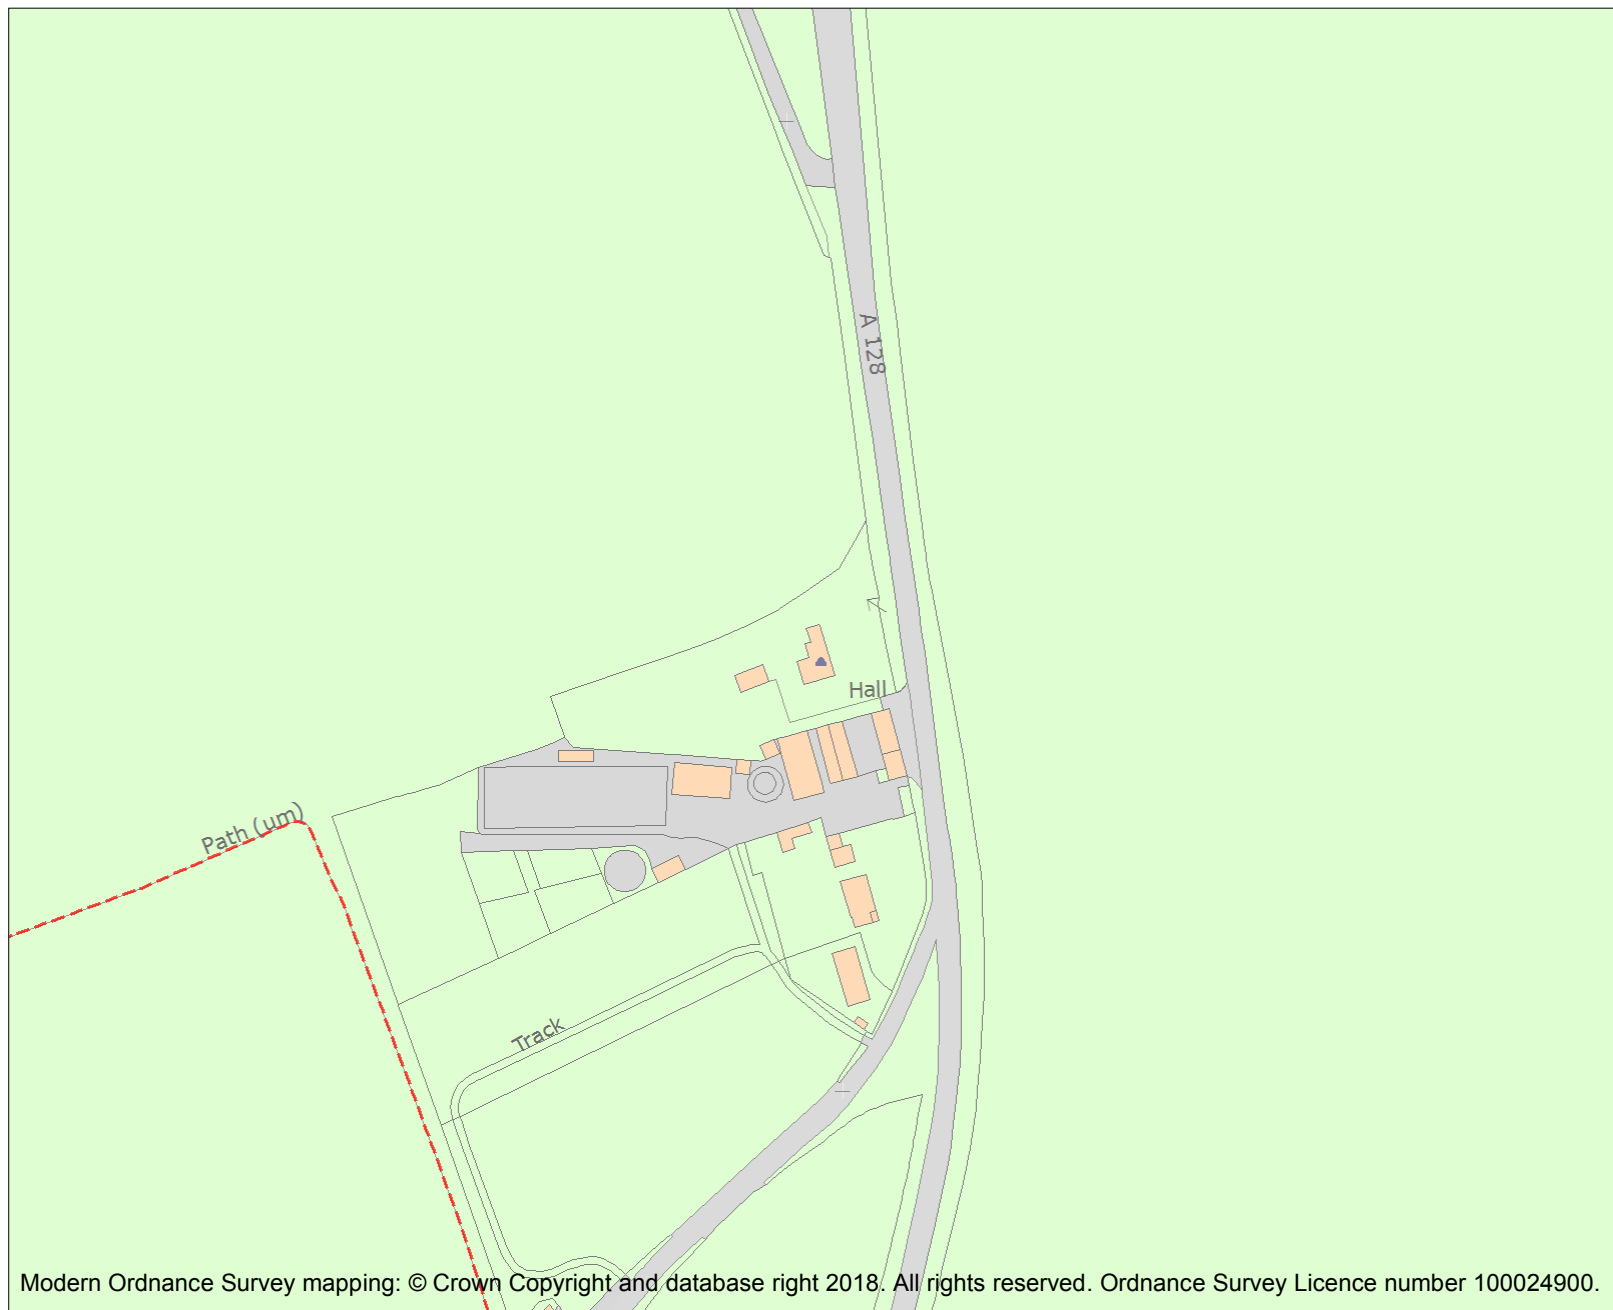 A 128
Hall
Path (um)
Track
Modern Ordnance Survey mapping: © Crown Copyright and database right 2018. All rights reserved. Ordnance Survey Licence number 100024900.